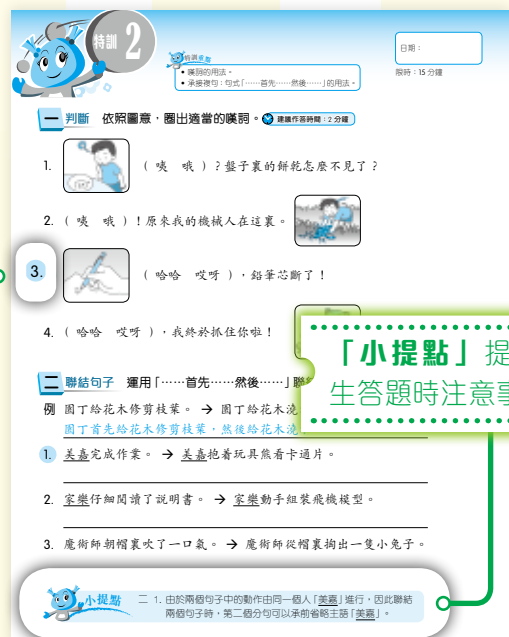 特訓 2
特訓重點
• 嘆詞的用法。
• 承接複句：句式「……首先……然後……」的用法。
日期：
限時：15 分鐘
一 判斷 依照圖意，圈出適當的嘆詞。 建議作答時間：2 分鐘
1. （ 咦 哦 ）？盤子裏的餅乾怎麼不見了？
2. （ 咦 哦 ）！原來我的機械人在這裏。
3. （ 哈哈 哎呀 ），鉛筆芯斷了！
4. （ 哈哈 哎呀 ），我終於抓住你啦！
「小提點」提
生答題時注意事
二 聯結句子 運用「……首先……然後……」聯
例 園丁給花木修剪枝葉。 → 園丁給花木澆
園丁首先給花木修剪枝葉，然後給花木澆
1. 美嘉完成作業。 → 美嘉抱着玩具熊看卡通片。
2. 家樂仔細閱讀了說明書。 → 家樂動手組裝飛機模型。
3. 魔術師朝帽裏吹了一口氣。 → 魔術師從帽裏掏出一隻小兔子。
小提點 二 1. 由於兩個句子中的動作由同一個人「美嘉」進行，因此聯結
兩個句子時，第二個分句可以承前省略主語「美嘉」。